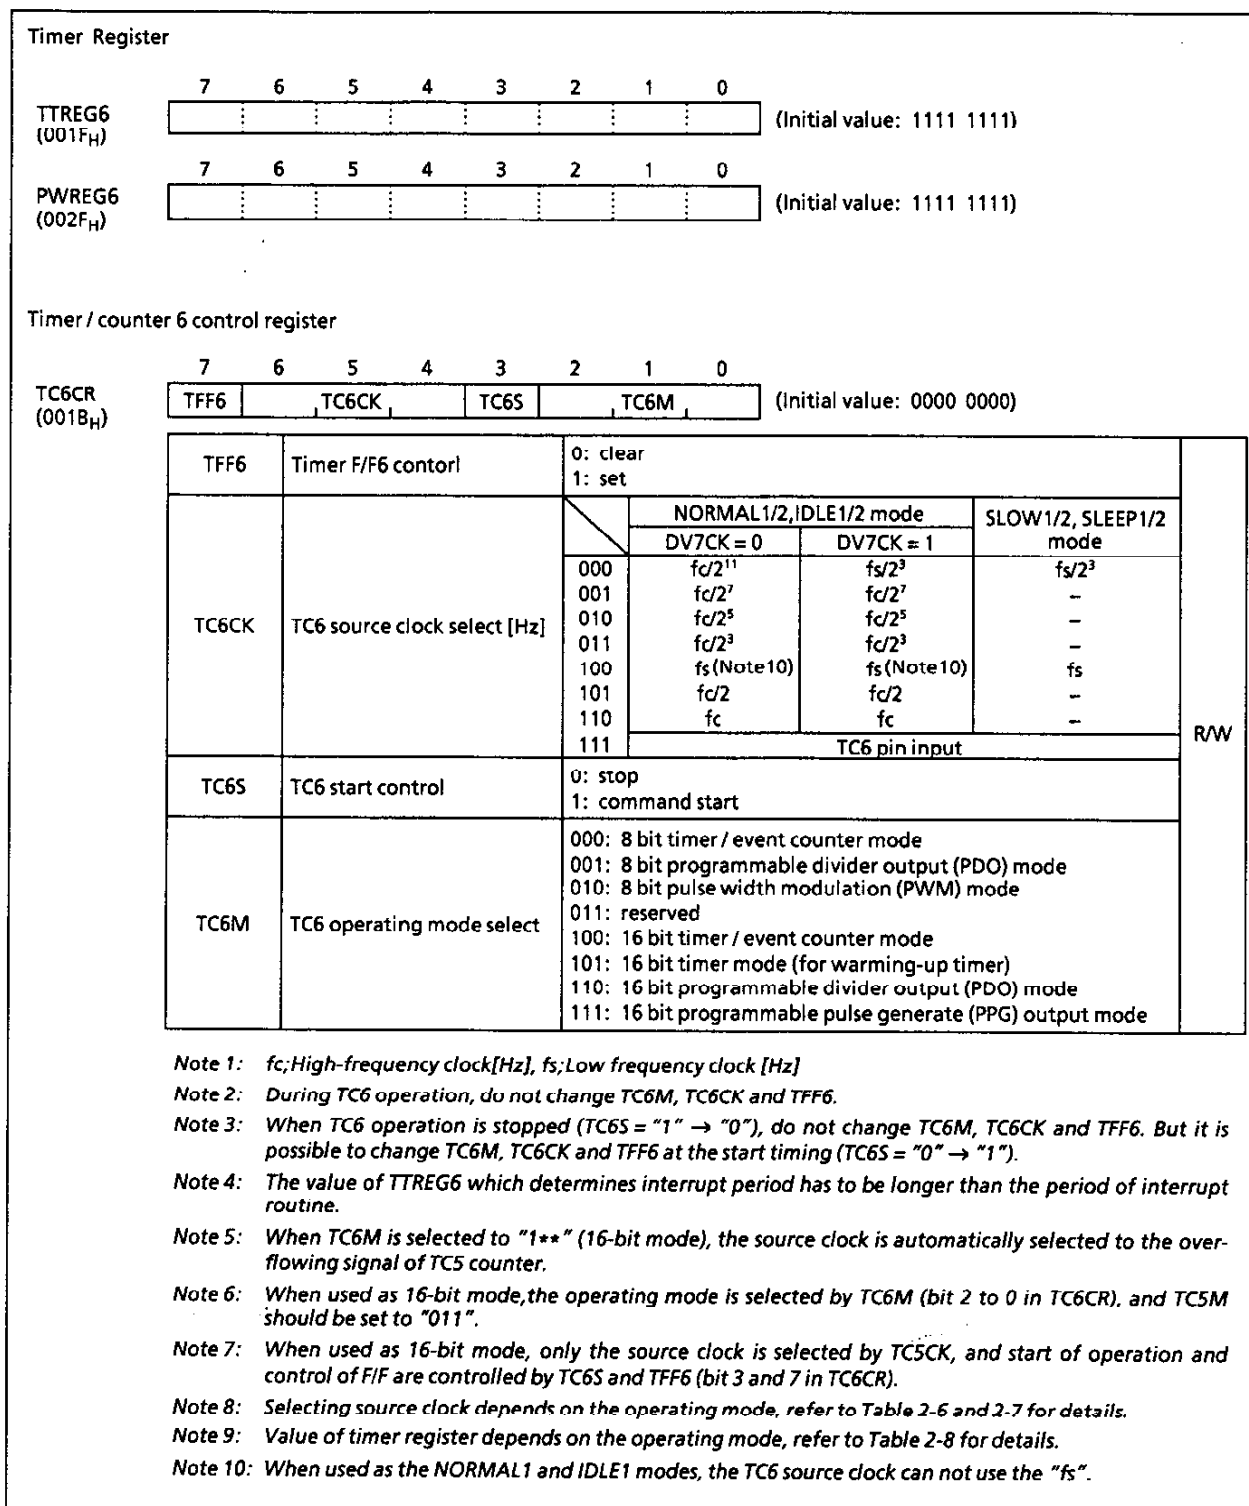 Timer Register
7 6 5 4 3 2 1 0
TTREG6 (Initial value: 1111 1111)
(001FH)
7 6 5 4 3 2 1 0
PWREG6 (Initial value: 1111 1111)
(002FH)
Timer / counter 6 control register
7 6 5 4 3 2 1 0
TC6CR TFF6 TC6CK TC6S TC6M (Initial value: 0000 0000)
(001BH)
TFF6 Timer F/F6 contorl 0: clear
1: set
NORMAL1/2,IDLE1/2 mode SLOW1/2, SLEEP1/2
DV7CK = 0 DV7CK = 1 mode
000 fc/2¹¹ fs/2³ fs/2³
001 fc/2⁷ fc/2⁷ –
010 fc/2⁵ fc/2⁵ –
TC6CK TC6 source clock select [Hz] 011 fc/2³ fc/2³ –
100 fs(Note10) fs(Note10) fs
101 fc/2 fc/2 –
110 fc fc –
111 TC6 pin input
R/W
TC6S TC6 start control 0: stop
1: command start
000: 8 bit timer / event counter mode
001: 8 bit programmable divider output (PDO) mode
010: 8 bit pulse width modulation (PWM) mode
011: reserved
TC6M TC6 operating mode select
100: 16 bit timer / event counter mode
101: 16 bit timer mode (for warming-up timer)
110: 16 bit programmable divider output (PDO) mode
111: 16 bit programmable pulse generate (PPG) output mode
Note 1: fc;High-frequency clock[Hz], fs;Low frequency clock [Hz]
Note 2: During TC6 operation, do not change TC6M, TC6CK and TFF6.
Note 3: When TC6 operation is stopped (TC6S = "1" → "0"), do not change TC6M, TC6CK and TFF6. But it is
possible to change TC6M, TC6CK and TFF6 at the start timing (TC6S = "0" → "1").
Note 4: The value of TTREG6 which determines interrupt period has to be longer than the period of interrupt
routine.
Note 5: When TC6M is selected to "1**" (16-bit mode), the source clock is automatically selected to the over-
flowing signal of TC5 counter.
Note 6: When used as 16-bit mode,the operating mode is selected by TC6M (bit 2 to 0 in TC6CR). and TC5M
should be set to "011".
Note 7: When used as 16-bit mode, only the source clock is selected by TC5CK, and start of operation and
control of F/F are controlled by TC6S and TFF6 (bit 3 and 7 in TC6CR).
Note 8: Selecting source clock depends on the operating mode, refer to Table 2-6 and 2-7 for details.
Note 9: Value of timer register depends on the operating mode, refer to Table 2-8 for details.
Note 10: When used as the NORMAL1 and IDLE1 modes, the TC6 source clock can not use the "fs".